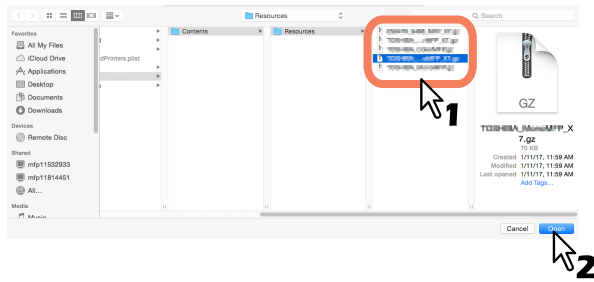 Resources
Search
Favorites
All My Files
iCloud Drive
Applications
Desktop
Documents
Downloads
Devices
Remote Disc
Shared
mfp11532933
mfp11814451
All...
Media
Music
dPrinters.plist
Contents
Resources
1
GZ
7.gz
70 KB
Created 1/11/17, 11:59 AM
Modified 1/11/17, 11:59 AM
Last opened 1/11/17, 11:59 AM
Add Tags...
Cancel
Open
2